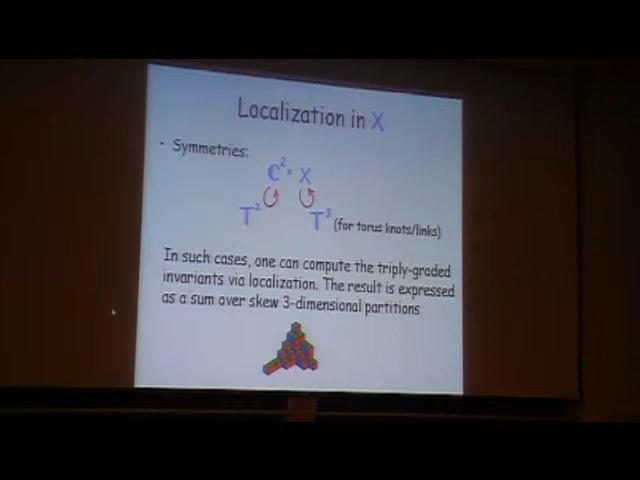 Localization in X
• Symmetries:
C² × X
T² T³ (for torus knots/links)
In such cases, one can compute the triply-graded
invariants via localization. The result is expressed
as a sum over skew 3-dimensional partitions